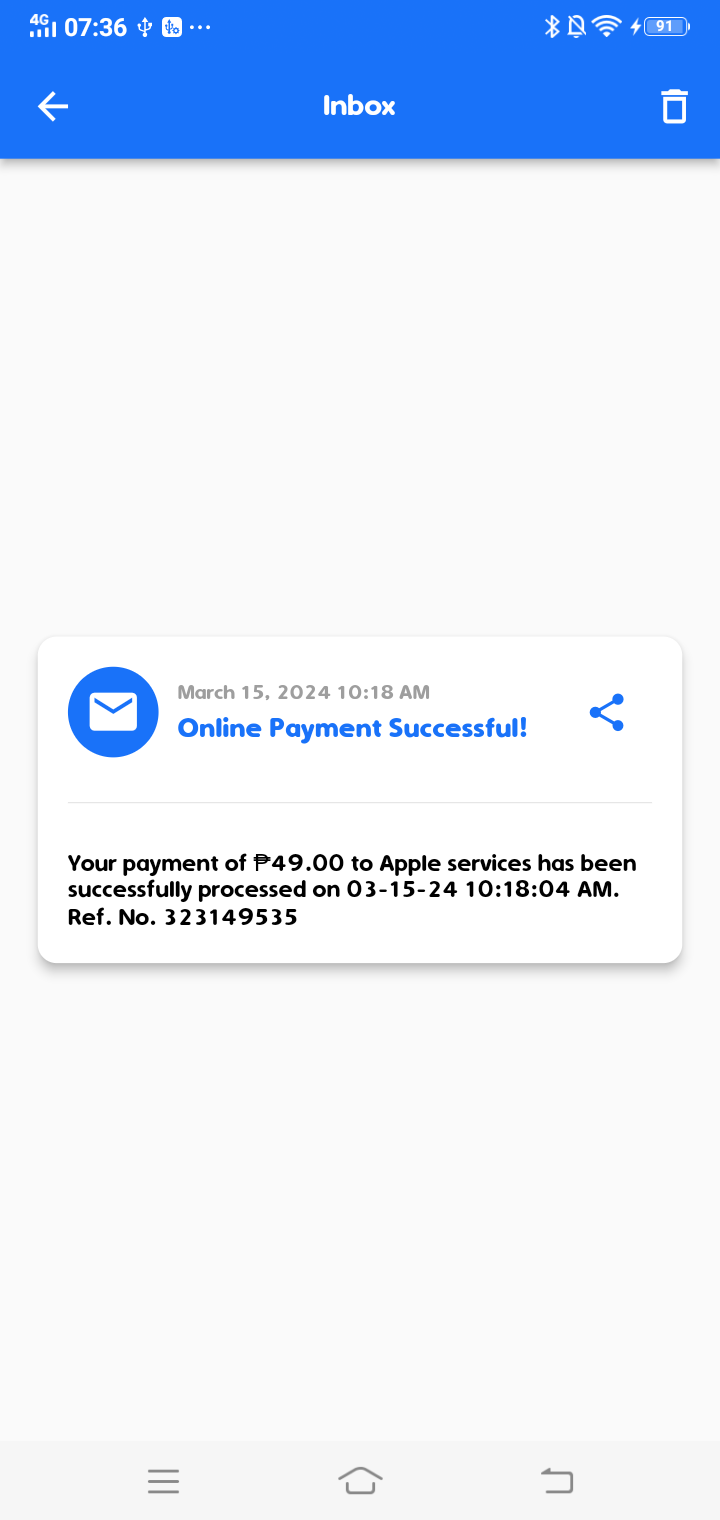 4G 07:36 91
Inbox
March 15, 2024 10:18 AM
Online Payment Successful!
Your payment of ₱49.00 to Apple services has been
successfully processed on 03-15-24 10:18:04 AM.
Ref. No. 323149535